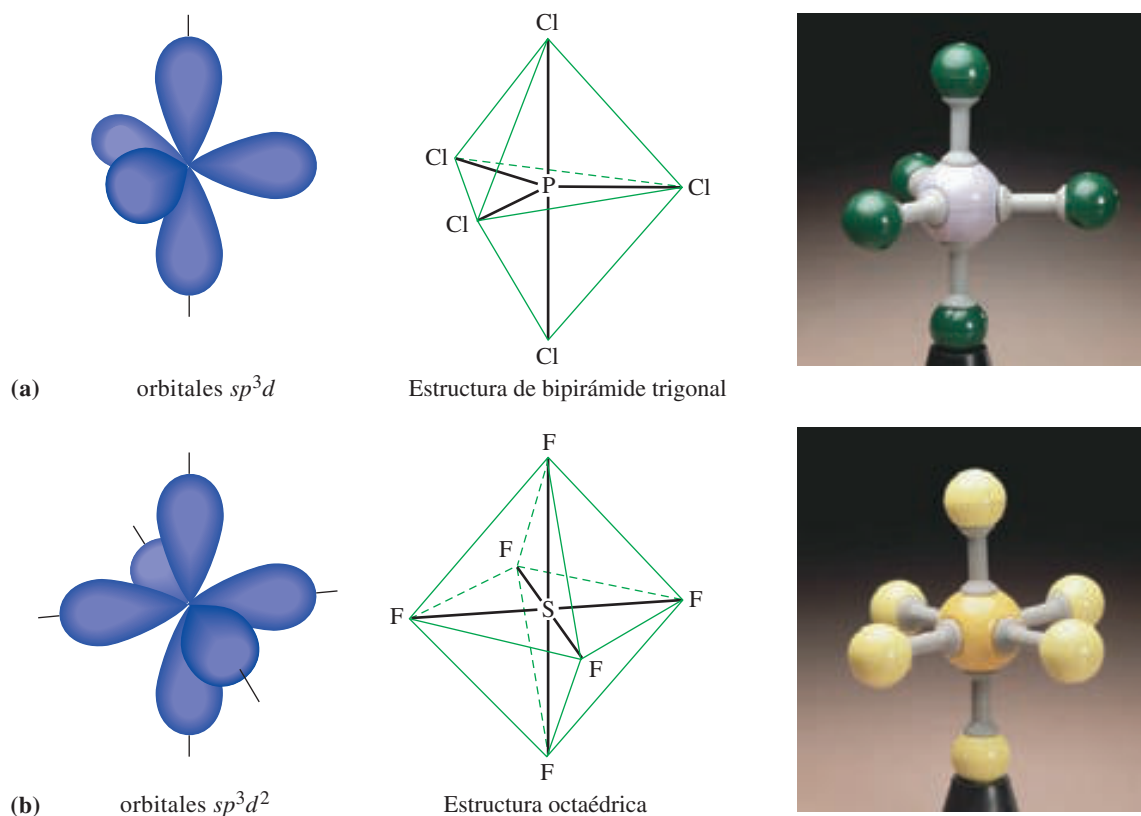 Cl
Cl
P
Cl
Cl
Cl
(a) orbitales sp³d Estructura de bipirámide trigonal
F
F
F
S
F
F
F
(b) orbitales sp³d² Estructura octaédrica